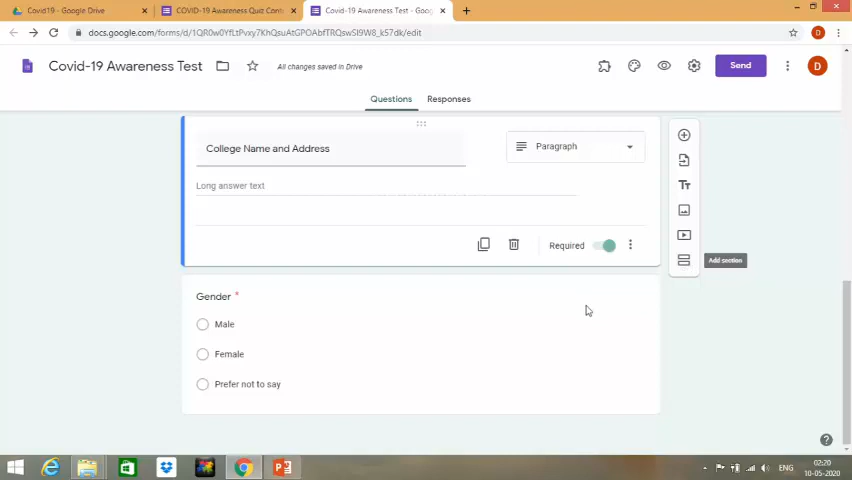 Covid19 - Google Drive
COVID-19 Awareness Quiz Cont
Covid-19 Awareness Test - Goog
docs.google.com/forms/d/1QR0w0YfLtPvxy7KhQsuAtGPOAbfTRQswSI9W8_k57dk/edit
D
Covid-19 Awareness Test
All changes saved in Drive
Send
D
Questions
Responses
College Name and Address
Paragraph
Long answer text
Required
Tт
Add section
Gender *
Male
Female
Prefer not to say
ENG
02:20
10-05-2020